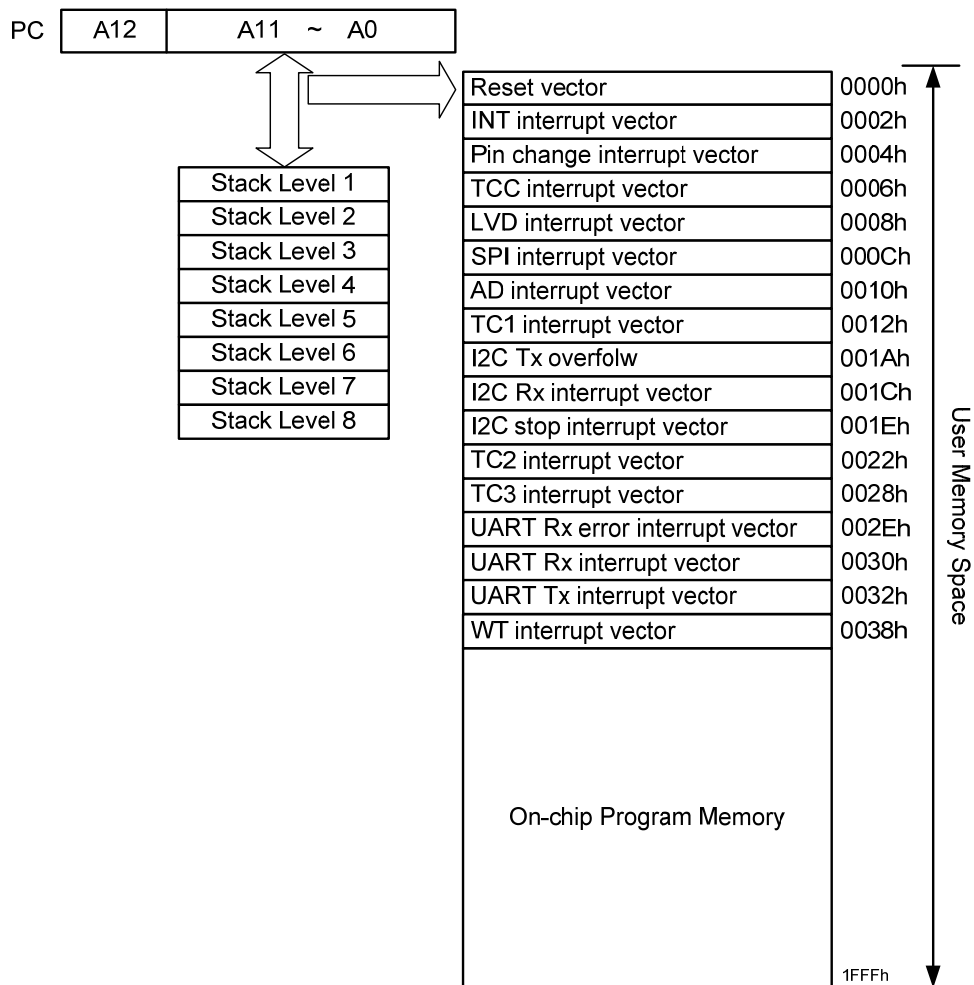 PC A12 A11 ~ A0
Stack Level 1
Stack Level 2
Stack Level 3
Stack Level 4
Stack Level 5
Stack Level 6
Stack Level 7
Stack Level 8
Reset vector 0000h
INT interrupt vector 0002h
Pin change interrupt vector 0004h
TCC interrupt vector 0006h
LVD interrupt vector 0008h
SPI interrupt vector 000Ch
AD interrupt vector 0010h
TC1 interrupt vector 0012h
I2C Tx overfolw 001Ah
I2C Rx interrupt vector 001Ch
I2C stop interrupt vector 001Eh
TC2 interrupt vector 0022h
TC3 interrupt vector 0028h
UART Rx error interrupt vector 002Eh
UART Rx interrupt vector 0030h
UART Tx interrupt vector 0032h
WT interrupt vector 0038h
On-chip Program Memory
1FFFh
User Memory Space